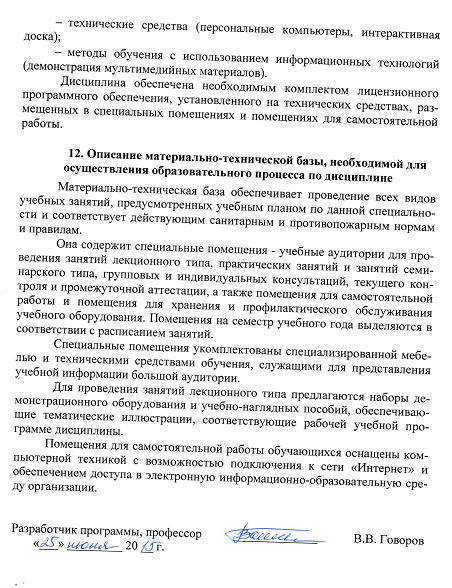 – технические средства (персональные компьютеры, интерактивная
доска);
– методы обучения с использованием информационных технологий
(демонстрация мультимедийных материалов).
Дисциплина обеспечена необходимым комплектом лицензионного
программного обеспечения, установленного на технических средствах, раз-
мещенных в специальных помещениях и помещениях для самостоятельной
работы.
12. Описание материально-технической базы, необходимой для
осуществления образовательного процесса по дисциплине
Материально-техническая база обеспечивает проведение всех видов
учебных занятий, предусмотренных учебным планом по данной специально-
сти и соответствует действующим санитарным и противопожарным нормам
и правилам.
Она содержит специальные помещения - учебные аудитории для про-
ведения занятий лекционного типа, практических занятий и занятий семи-
нарского типа, групповых и индивидуальных консультаций, текущего кон-
троля и промежуточной аттестации, а также помещения для самостоятельной
работы и помещения для хранения и профилактического обслуживания
учебного оборудования. Помещения на семестр учебного года выделяются в
соответствии с расписанием занятий.
Специальные помещения укомплектованы специализированной мебе-
лью и техническими средствами обучения, служащими для представления
учебной информации большой аудитории.
Для проведения занятий лекционного типа предлагаются наборы де-
монстрационного оборудования и учебно-наглядных пособий, обеспечиваю-
щие тематические иллюстрации, соответствующие рабочей учебной про-
грамме дисциплины.
Помещения для самостоятельной работы обучающихся оснащены ком-
пьютерной техникой с возможностью подключения к сети «Интернет» и
обеспечением доступа в электронную информационно-образовательную сре-
ду организации.
Разработчик программы, профессор В.В. Говоров
«25» 2015г.